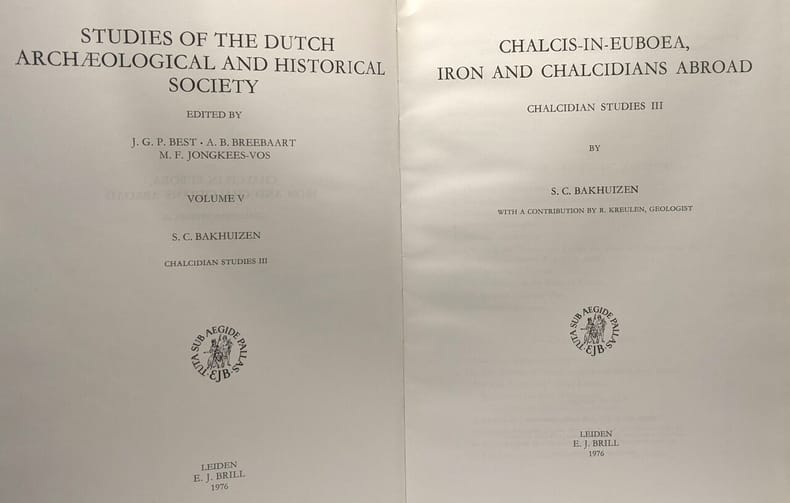 STUDIES OF THE DUTCH
ARCHÆOLOGICAL AND HISTORICAL
SOCIETY
EDITED BY
J. G. P. BEST · A. B. BREEBAART
M. F. JONGKEES-VOS
VOLUME V
S. C. BAKHUIZEN
CHALCIDIAN STUDIES III
TUTA SUB AEGIDE PALLAS
·EJB·
LEIDEN
E. J. BRILL
1976
CHALCIS-IN-EUBOEA,
IRON AND CHALCIDIANS ABROAD
CHALCIDIAN STUDIES III
BY
S. C. BAKHUIZEN
WITH A CONTRIBUTION BY R. KREULEN, GEOLOGIST
TUTA SUB AEGIDE PALLAS
·EJB·
LEIDEN
E. J. BRILL
1976